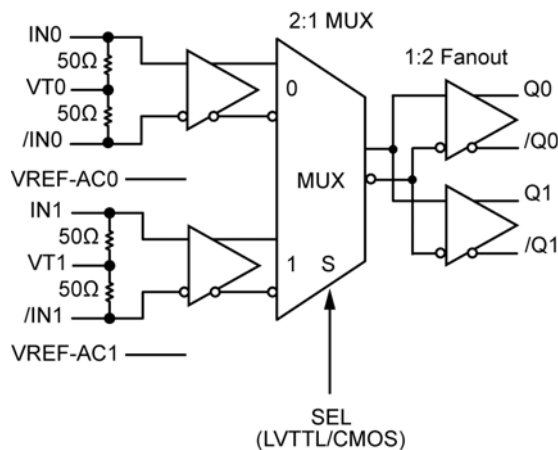 2:1 MUX
1:2 Fanout
IN0
50Ω
VT0
50Ω
/IN0
VREF-AC0
IN1
50Ω
VT1
50Ω
/IN1
VREF-AC1
0
MUX
1 S
Q0
/Q0
Q1
/Q1
SEL
(LVTTL/CMOS)